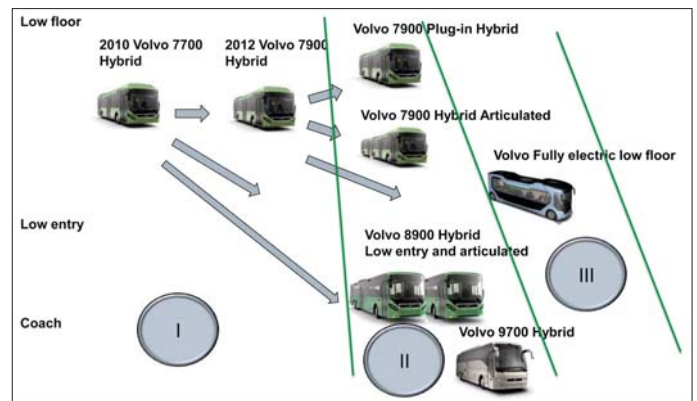 Low floor
2010 Volvo 7700
Hybrid
2012 Volvo 7900
Hybrid
Volvo 7900 Plug-in Hybrid
Volvo 7900 Hybrid Articulated
Volvo Fully electric low floor
Low entry
Volvo 8900 Hybrid
Low entry and articulated
III
Coach
I
II
Volvo 9700 Hybrid